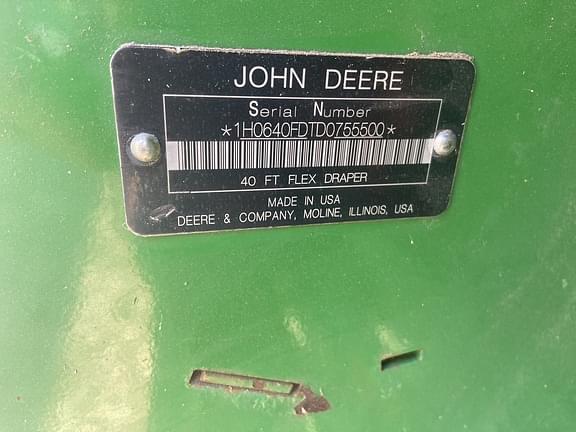 JOHN DEERE
Serial Number
*1H0640FDTD0755500*
40 FT FLEX DRAPER
MADE IN USA
DEERE & COMPANY, MOLINE, ILLINOIS, USA